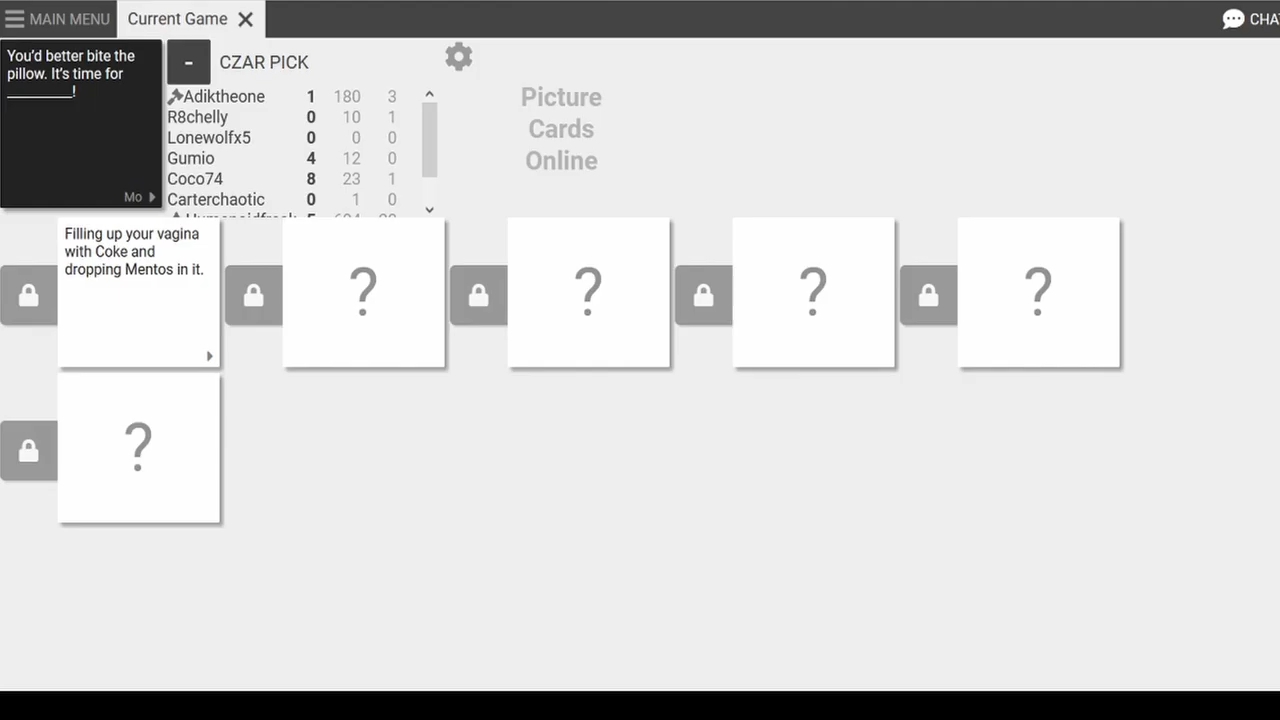 MAIN MENU
Current Game
CHA
You'd better bite the
pillow. It's time for
________!
Mo
-
CZAR PICK
Adiktheone 1 180 3
R8chelly 0 10 1
Lonewolfx5 0 0 0
Gumio 4 12 0
Coco74 8 23 1
Carterchaotic 0 1 0
Picture
Cards
Online
Filling up your vagina
with Coke and
dropping Mentos in it.
?
?
?
?
?